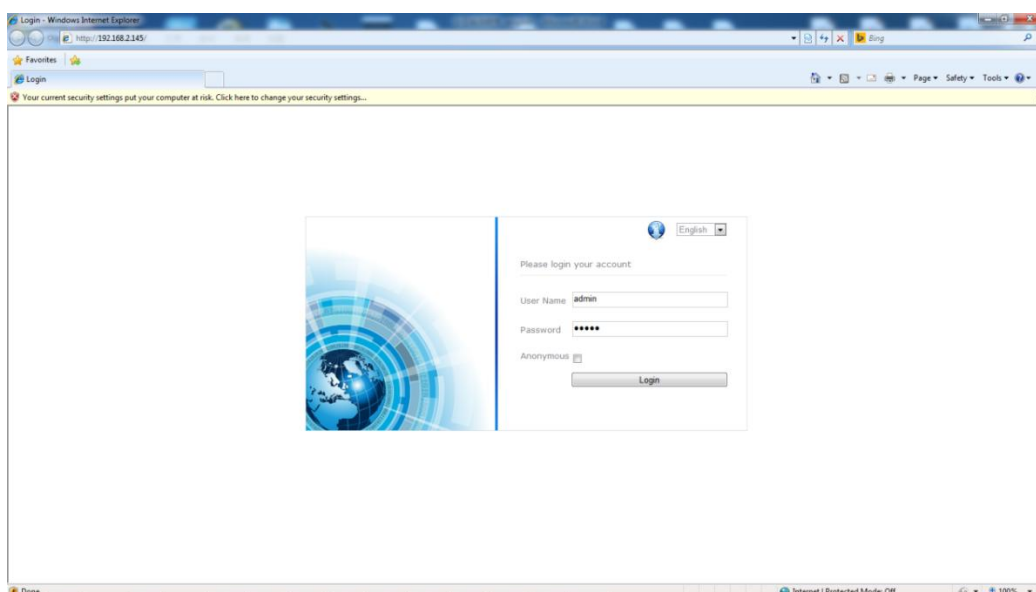 Login - Windows Internet Explorer
http://192.168.2.145/
Bing
Favorites
Login
Page Safety Tools
Your current security settings put your computer at risk. Click here to change your security settings...
English
Please login your account
User Name admin
Password •••••
Anonymous
Login
Done
Internet | Protected Mode: Off
100%